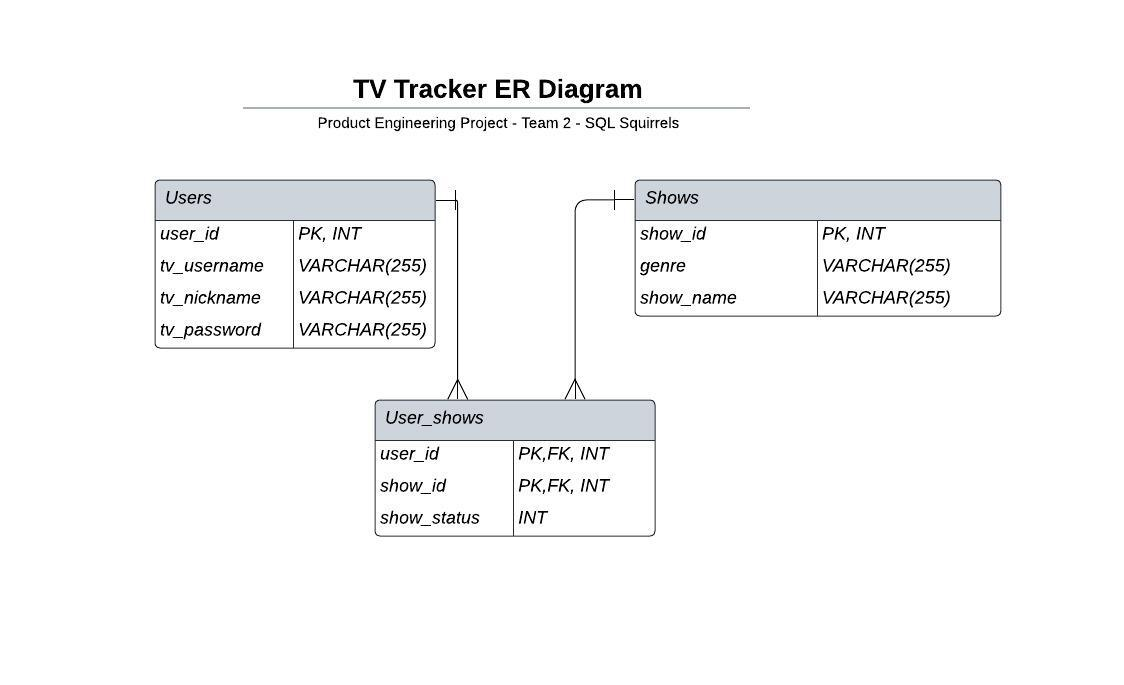 TV Tracker ER Diagram
Product Engineering Project - Team 2 - SQL Squirrels
Users
user_id PK, INT
tv_username VARCHAR(255)
tv_nickname VARCHAR(255)
tv_password VARCHAR(255)
Shows
show_id PK, INT
genre VARCHAR(255)
show_name VARCHAR(255)
User_shows
user_id PK,FK, INT
show_id PK,FK, INT
show_status INT